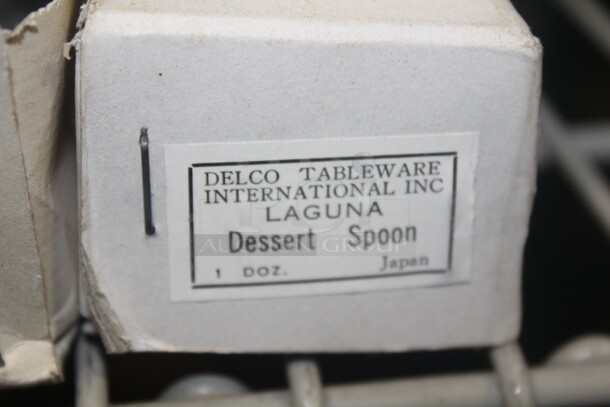 DELCO TABLEWARE
INTERNATIONAL INC
LAGUNA
Dessert Spoon
1 DOZ. Japan